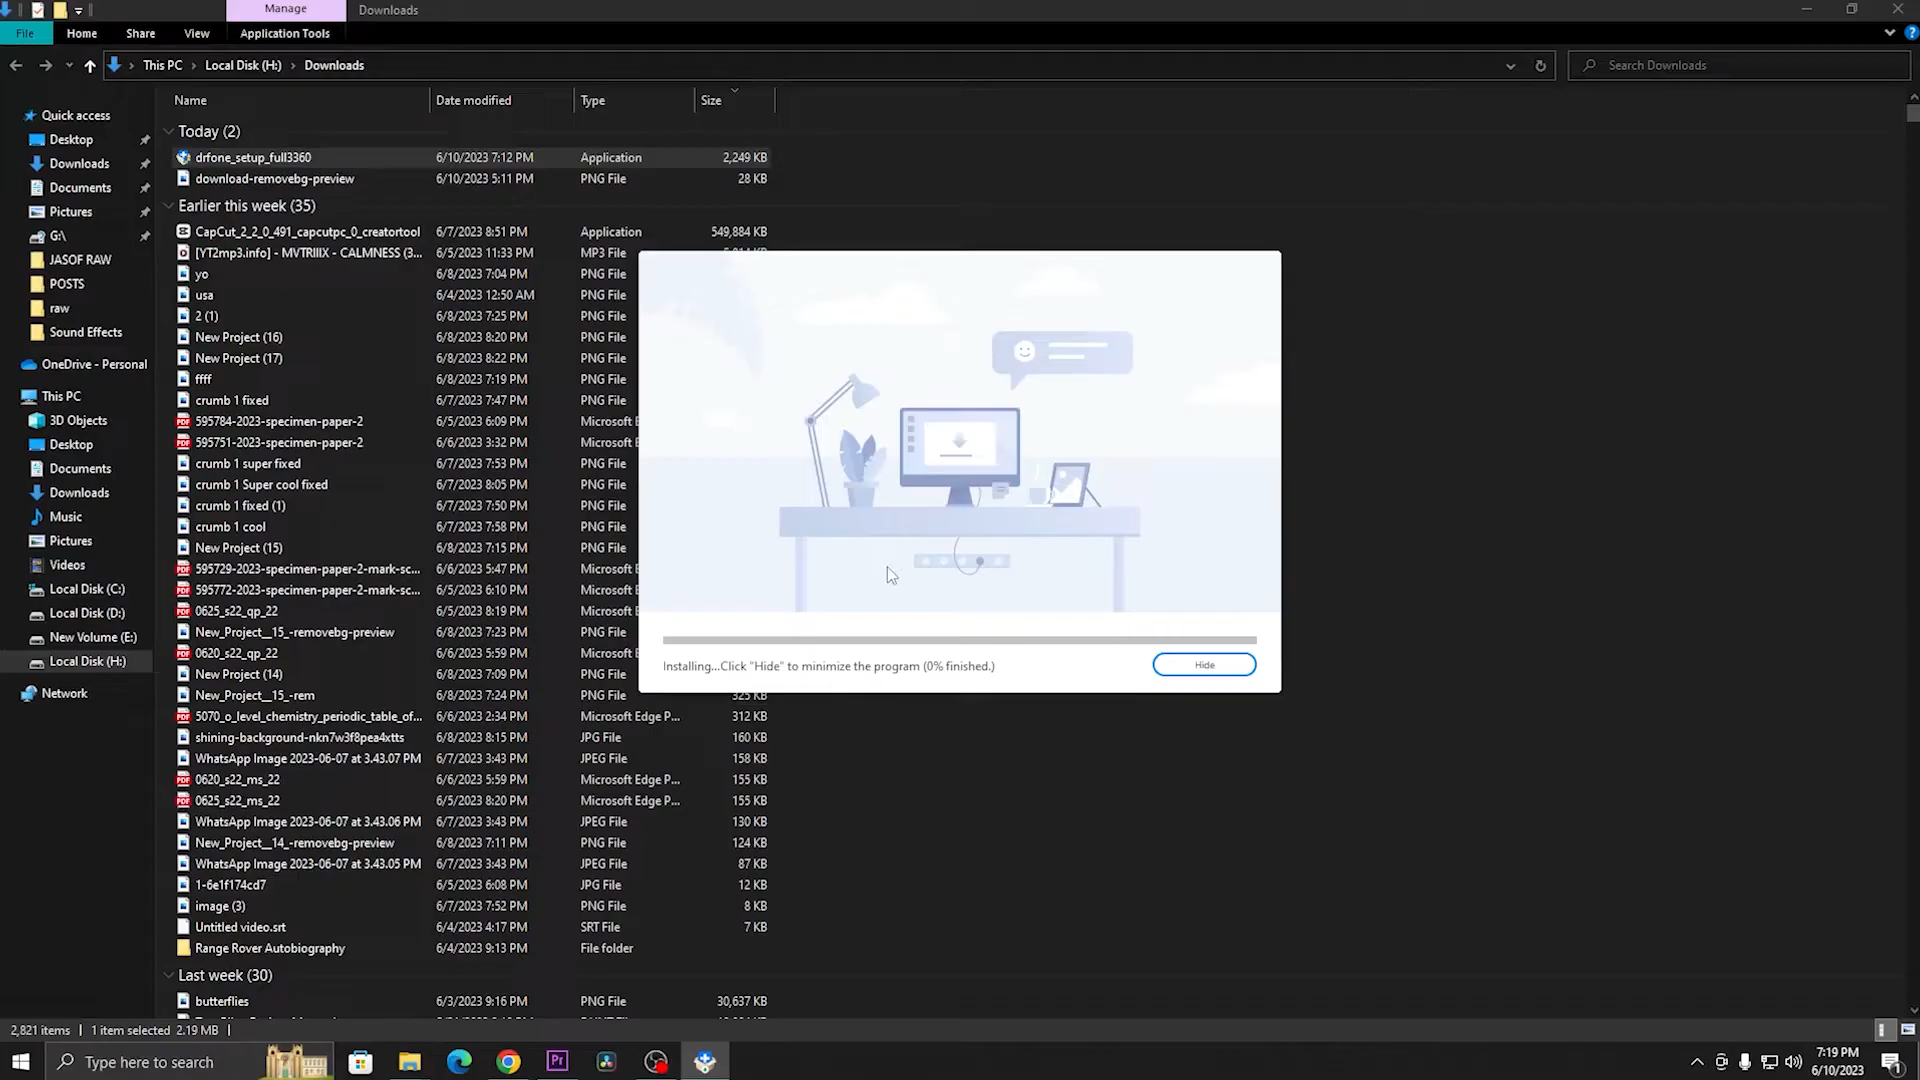 Manage Downloads
File Home Share View Application Tools
This PC Local Disk (H:) Downloads Search Downloads
Name Date modified Type Size
Quick access
Desktop
Downloads
Documents
Pictures
G:\
JASOF RAW
POSTS
raw
Sound Effects
OneDrive - Personal
This PC
3D Objects
Desktop
Documents
Downloads
Music
Pictures
Videos
Local Disk (C:)
Local Disk (D:)
New Volume (E:)
Local Disk (H:)
Network
Today (2)
drfone_setup_full3360 6/10/2023 7:12 PM Application 2,249 KB
download-removebg-preview 6/10/2023 5:11 PM PNG File 28 KB
Earlier this week (35)
CapCut_2_2_0_491_capcutpc_0_creatortool 6/7/2023 8:51 PM Application 549,884 KB
[YT2mp3.info] - MVTRIIIX - CALMNESS (3... 6/5/2023 11:33 PM MP3 File
yo 6/8/2023 7:04 PM PNG File
usa 6/4/2023 12:50 AM PNG File
2 (1) 6/8/2023 7:25 PM PNG File
New Project (16) 6/8/2023 8:20 PM PNG File
New Project (17) 6/8/2023 8:22 PM PNG File
ffff 6/8/2023 7:19 PM PNG File
crumb 1 fixed 6/7/2023 7:47 PM PNG File
595784-2023-specimen-paper-2 6/5/2023 6:09 PM Microsoft E
595751-2023-specimen-paper-2 6/6/2023 3:32 PM Microsoft E
crumb 1 super fixed 6/7/2023 7:53 PM PNG File
crumb 1 Super cool fixed 6/7/2023 8:05 PM PNG File
crumb 1 fixed (1) 6/7/2023 7:50 PM PNG File
crumb 1 cool 6/7/2023 7:58 PM PNG File
New Project (15) 6/8/2023 7:15 PM PNG File
595729-2023-specimen-paper-2-mark-sc... 6/6/2023 5:47 PM Microsoft E
595772-2023-specimen-paper-2-mark-sc... 6/5/2023 6:10 PM Microsoft E
0625_s22_qp_22 6/5/2023 8:19 PM Microsoft E
New_Project__15_-removebg-preview 6/8/2023 7:23 PM PNG File
0620_s22_qp_22 6/6/2023 5:59 PM Microsoft E
New Project (14) 6/8/2023 7:09 PM PNG File
New_Project__15_-rem 6/8/2023 7:24 PM PNG File 325 KB
5070_o_level_chemistry_periodic_table_of... 6/6/2023 2:34 PM Microsoft Edge P... 312 KB
shining-background-nkn7w3f8pea4xtts 6/8/2023 8:15 PM JPG File 160 KB
WhatsApp Image 2023-06-07 at 3.43.07 PM 6/7/2023 3:43 PM JPEG File 158 KB
0620_s22_ms_22 6/6/2023 5:59 PM Microsoft Edge P... 155 KB
0625_s22_ms_22 6/5/2023 8:20 PM Microsoft Edge P... 155 KB
WhatsApp Image 2023-06-07 at 3.43.06 PM 6/7/2023 3:43 PM JPEG File 130 KB
New_Project__14_-removebg-preview 6/8/2023 7:11 PM PNG File 124 KB
WhatsApp Image 2023-06-07 at 3.43.05 PM 6/7/2023 3:43 PM JPEG File 87 KB
1-6e1f174cd7 6/5/2023 6:08 PM JPG File 12 KB
image (3) 6/7/2023 7:52 PM PNG File 8 KB
Untitled video.srt 6/4/2023 4:17 PM SRT File 7 KB
Range Rover Autobiography 6/4/2023 9:13 PM File folder
Last week (30)
butterflies 6/3/2023 9:16 PM PNG File 30,637 KB
Installing...Click "Hide" to minimize the program (0% finished.)
Hide
2,821 items 1 item selected 2.19 MB
Type here to search
Pr
7:19 PM
6/10/2023
1